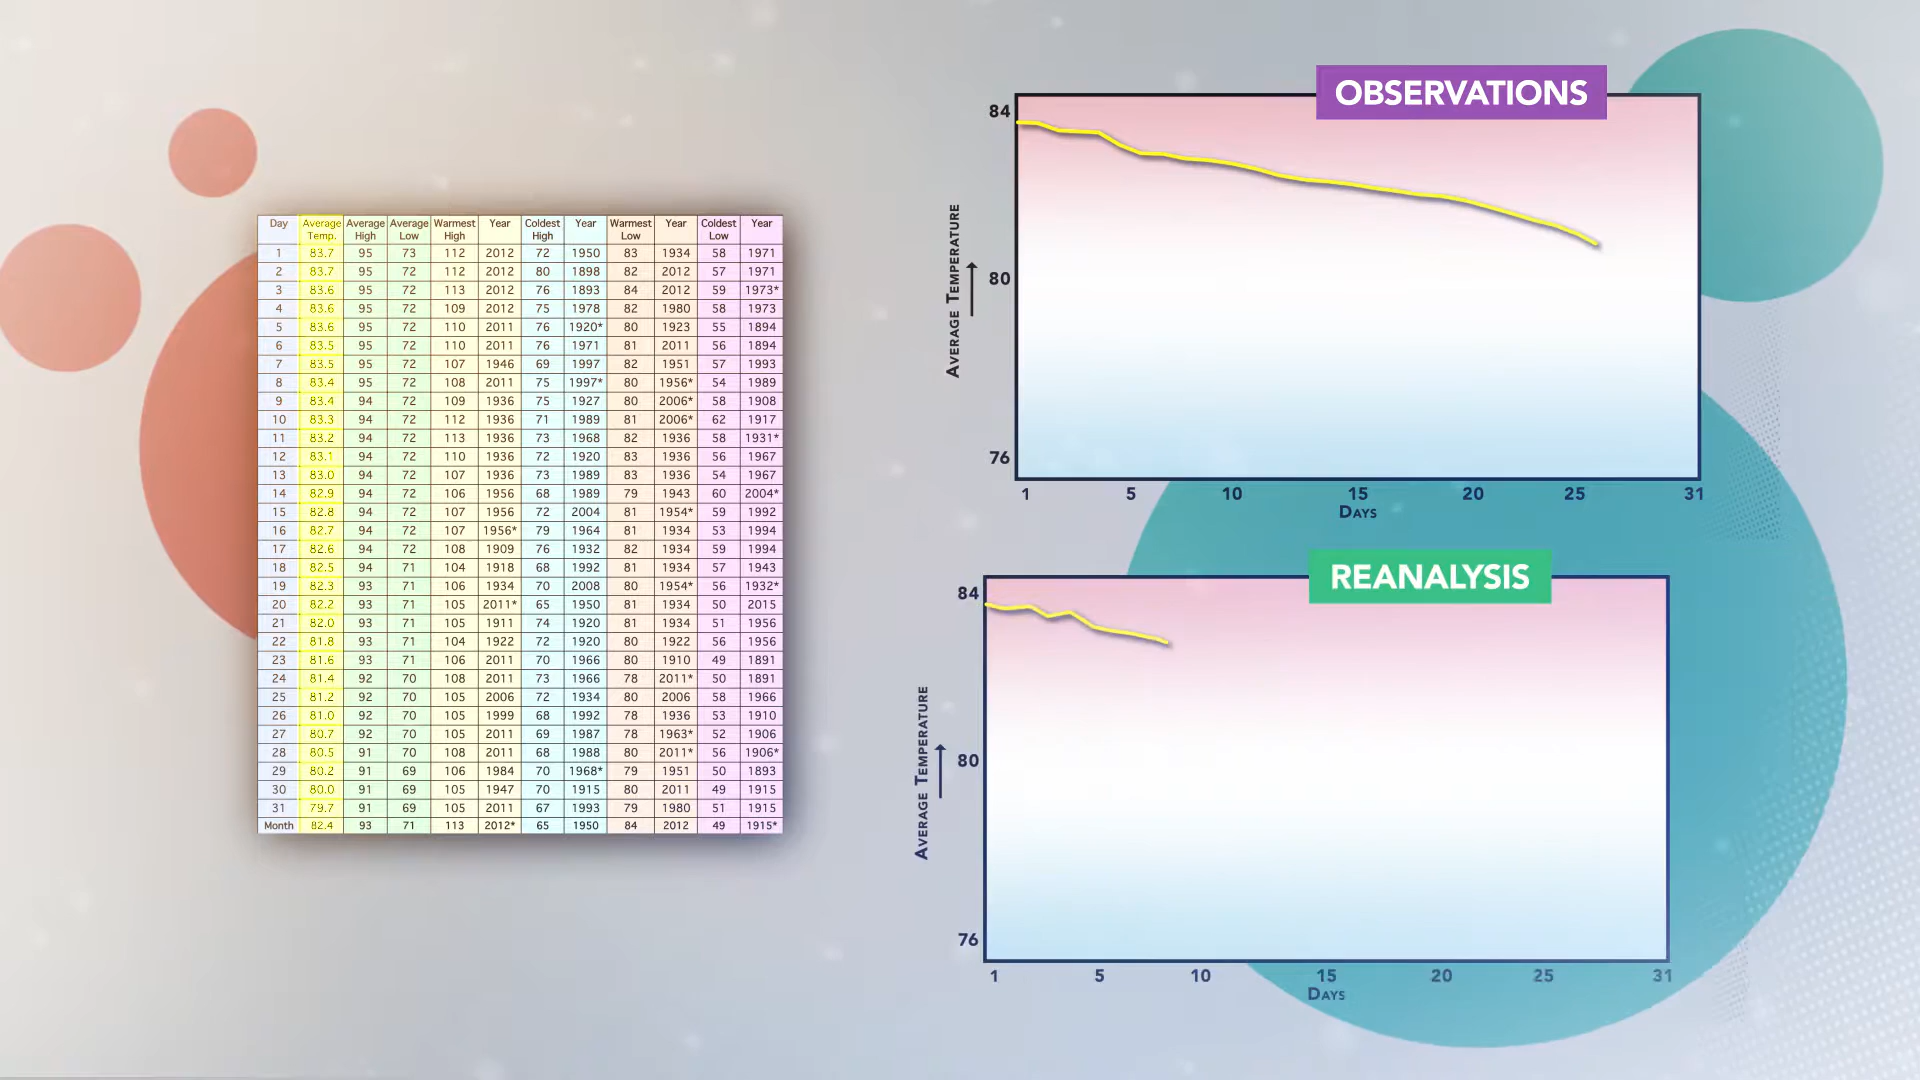 Day Average Temp. Average High Average Low Warmest High Year Coldest High Year Warmest Low Year Coldest Low Year
1 83.7 95 73 112 2012 72 1950 83 1934 58 1971
2 83.7 95 72 112 2012 80 1898 82 2012 57 1971
3 83.6 95 72 113 2012 76 1893 84 2012 59 1973*
4 83.6 95 72 109 2012 75 1978 82 1980 58 1973
5 83.6 95 72 110 2011 76 1920* 80 1923 55 1894
6 83.5 95 72 110 2011 76 1971 81 2011 56 1894
7 83.5 95 72 107 1946 69 1997 82 1951 57 1993
8 83.4 95 72 108 2011 75 1997* 80 1956* 54 1989
9 83.4 94 72 109 1936 75 1927 80 2006* 58 1908
10 83.3 94 72 112 1936 71 1989 81 2006* 62 1917
11 83.2 94 72 113 1936 73 1968 82 1936 58 1931*
12 83.1 94 72 110 1936 72 1920 83 1936 56 1967
13 83.0 94 72 107 1936 73 1989 83 1936 54 1967
14 82.9 94 72 106 1956 68 1989 79 1943 60 2004*
15 82.8 94 72 107 1956 72 2004 81 1954* 59 1992
16 82.7 94 72 107 1956* 79 1964 81 1934 53 1994
17 82.6 94 72 108 1909 76 1932 82 1934 59 1994
18 82.5 94 71 104 1918 68 1992 81 1934 57 1943
19 82.3 93 71 106 1934 70 2008 80 1954* 56 1932*
20 82.2 93 71 105 2011* 65 1950 81 1934 50 2015
21 82.0 93 71 105 1911 74 1920 81 1934 51 1956
22 81.8 93 71 104 1922 72 1920 80 1922 56 1956
23 81.6 93 71 106 2011 70 1966 80 1910 49 1891
24 81.4 92 70 108 2011 73 1966 78 2011* 50 1891
25 81.2 92 70 105 2006 72 1934 80 2006 58 1966
26 81.0 92 70 105 1999 68 1992 78 1936 53 1910
27 80.7 92 70 105 2011 69 1987 78 1963* 52 1906
28 80.5 91 70 108 2011 68 1988 80 2011* 56 1906*
29 80.2 91 69 106 1984 70 1968* 79 1951 50 1893
30 80.0 91 69 105 1947 70 1915 80 2011 49 1915
31 79.7 91 69 105 2011 67 1993 79 1980 51 1915
Month 82.4 93 71 113 2012* 65 1950 84 2012 49 1915*
OBSERVATIONS
84
80
76
AVERAGE TEMPERATURE
1 5 10 15 20 25 31
DAYS
REANALYSIS
84
80
76
AVERAGE TEMPERATURE
1 5 10 15 20 25 31
DAYS